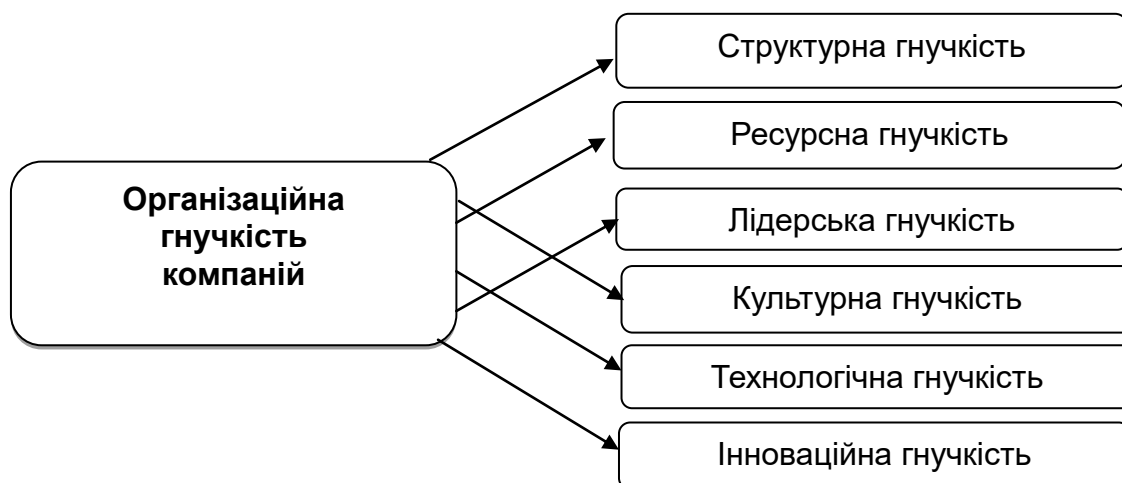 Організаційна
гнучкість
компаній
Структурна гнучкість
Ресурсна гнучкість
Лідерська гнучкість
Культурна гнучкість
Технологічна гнучкість
Інноваційна гнучкість